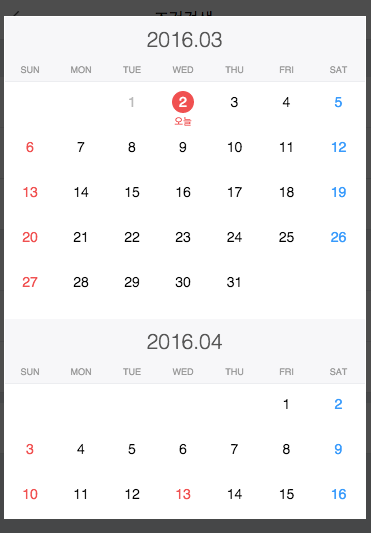 2016.03
SUN MON TUE WED THU FRI SAT
1 2 3 4 5
오늘
6 7 8 9 10 11 12
13 14 15 16 17 18 19
20 21 22 23 24 25 26
27 28 29 30 31
2016.04
SUN MON TUE WED THU FRI SAT
1 2
3 4 5 6 7 8 9
10 11 12 13 14 15 16